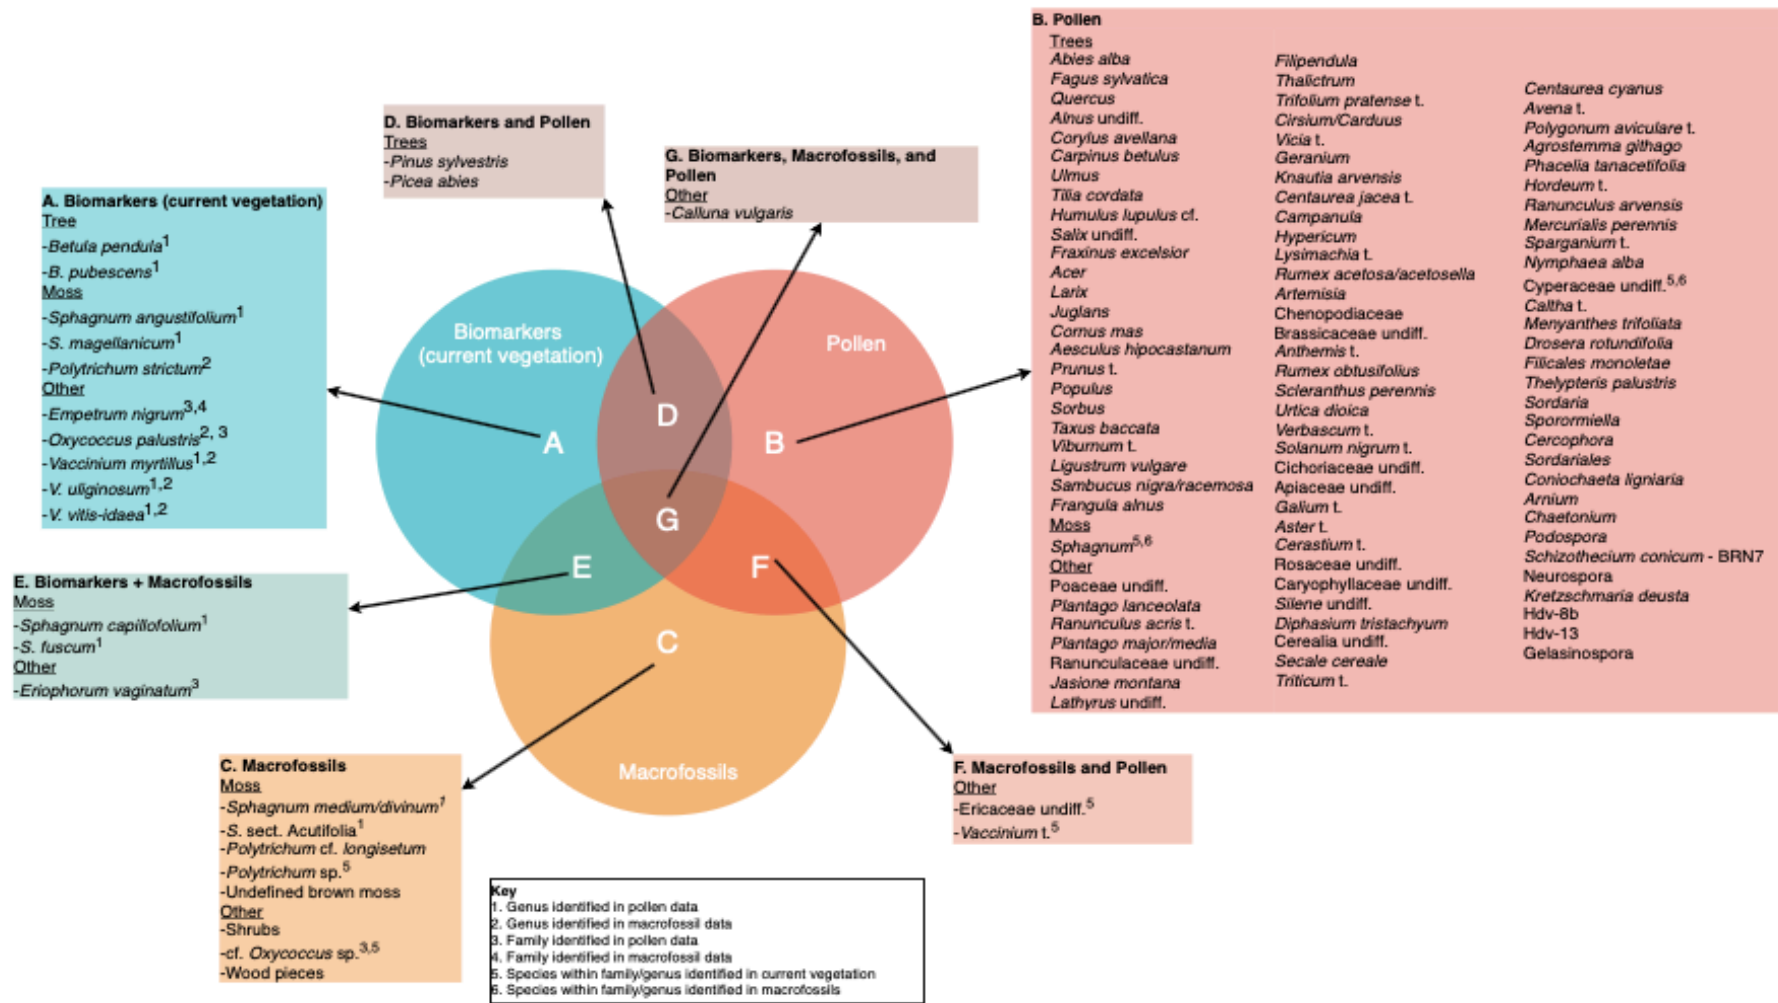 B. Pollen
Trees
Abies alba
Fagus sylvatica
Quercus
Alnus undiff.
Corylus avellana
Carpinus betulus
Ulmus
Tilia cordata
Humulus lupulus cf.
Salix undiff.
Fraxinus excelsior
Acer
Larix
Juglans
Cornus mas
Aesculus hipocastanum
Prunus t.
Populus
Sorbus
Taxus baccata
Viburnum t.
Ligustrum vulgare
Sambucus nigra/racemosa
Frangula alnus
Moss
Sphagnum5,6
Other
Poaceae undiff.
Plantago lanceolata
Ranunculus acris t.
Plantago major/media
Ranunculaceae undiff.
Jasione montana
Lathyrus undiff.
Filipendula
Thalictrum
Trifolium pratense t.
Cirsium/Carduus
Vicia t.
Geranium
Knautia arvensis
Centaurea jacea t.
Campanula
Hypericum
Lysimachia t.
Rumex acetosa/acetosella
Artemisia
Chenopodiaceae
Brassicaceae undiff.
Anthemis t.
Rumex obtusifolius
Scleranthus perennis
Urtica dioica
Verbascum t.
Solanum nigrum t.
Cichoriaceae undiff.
Apiaceae undiff.
Galium t.
Aster t.
Cerastium t.
Rosaceae undiff.
Caryophyllaceae undiff.
Silene undiff.
Diphasium tristachyum
Cerealia undiff.
Secale cereale
Triticum t.
Centaurea cyanus
Avena t.
Polygonum aviculare t.
Agrostemma githago
Phacelia tanacetifolia
Hordeum t.
Ranunculus arvensis
Mercurialis perennis
Sparganium t.
Nymphaea alba
Cyperaceae undiff.5,6
Caltha t.
Menyanthes trifoliata
Drosera rotundifolia
Filicales monoletae
Thelypteris palustris
Sordaria
Sporormiella
Cercophora
Sordariales
Coniochaeta ligniaria
Arnium
Chaetonium
Podospora
Schizothecium conicum - BRN7
Neurospora
Kretzschmaria deusta
Hdv-8b
Hdv-13
Gelasinospora
D. Biomarkers and Pollen
Trees
-Pinus sylvestris
-Picea abies
G. Biomarkers, Macrofossils, and
Pollen
Other
-Calluna vulgaris
A. Biomarkers (current vegetation)
Tree
-Betula pendula1
-B. pubescens1
Moss
-Sphagnum angustifolium1
-S. magellanicum1
-Polytrichum strictum2
Other
-Empetrum nigrum3,4
-Oxycoccus palustris2, 3
-Vaccinium myrtillus1,2
-V. uliginosum1,2
-V. vitis-idaea1,2
Biomarkers
(current vegetation)
Pollen
D
A
B
G
E
F
C
Macrofossils
E. Biomarkers + Macrofossils
Moss
-Sphagnum capillofolium1
-S. fuscum1
Other
-Eriophorum vaginatum3
C. Macrofossils
Moss
-Sphagnum medium/divinum1
-S. sect. Acutifolia1
-Polytrichum cf. longisetum
-Polytrichum sp.5
-Undefined brown moss
Other
-Shrubs
-cf. Oxycoccus sp.3,5
-Wood pieces
F. Macrofossils and Pollen
Other
-Ericaceae undiff.5
-Vaccinium t.5
Key
1. Genus identified in pollen data
2. Genus identified in macrofossil data
3. Family identified in pollen data
4. Family identified in macrofossil data
5. Species within family/genus identified in current vegetation
6. Species within family/genus identified in macrofossils